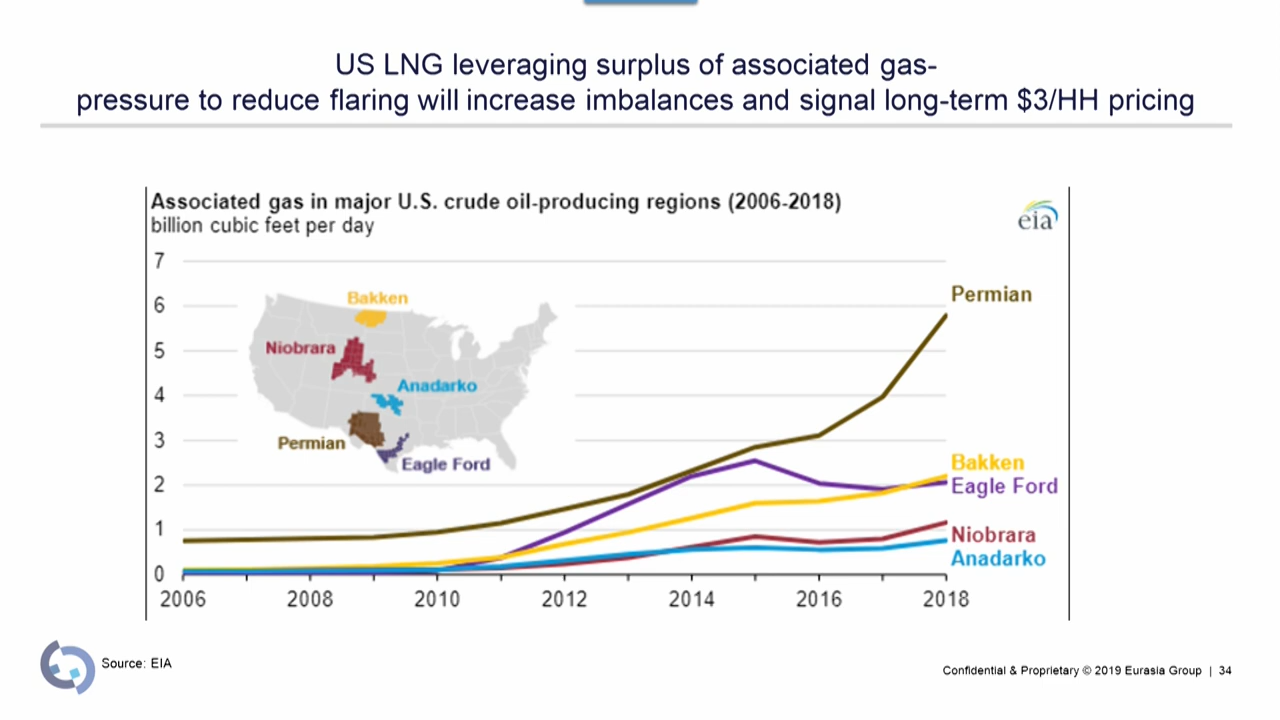 US LNG leveraging surplus of associated gas-
pressure to reduce flaring will increase imbalances and signal long-term $3/HH pricing
Associated gas in major U.S. crude oil-producing regions (2006-2018)
billion cubic feet per day
eia
7
6
5
4
3
2
1
0
Bakken
Niobrara
Anadarko
Permian
Eagle Ford
Permian
Bakken
Eagle Ford
Niobrara
Anadarko
2006 2008 2010 2012 2014 2016 2018
Source: EIA
Confidential & Proprietary © 2019 Eurasia Group | 34